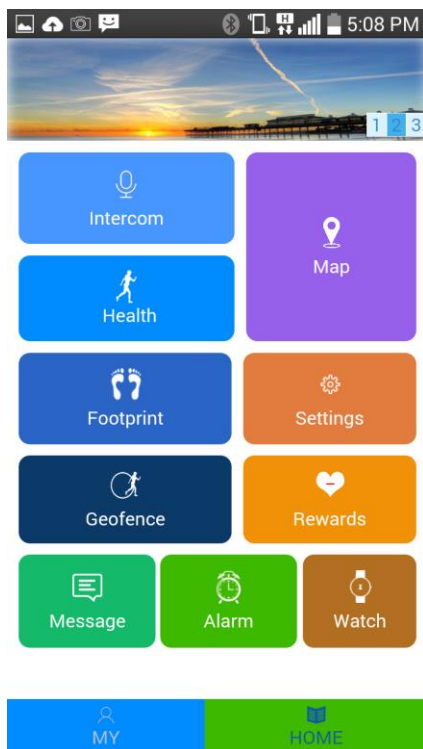 H
5:08 PM
1 2 3
Intercom
Map
Health
Footprint
Settings
Geofence
Rewards
Message
Alarm
Watch
MY
HOME